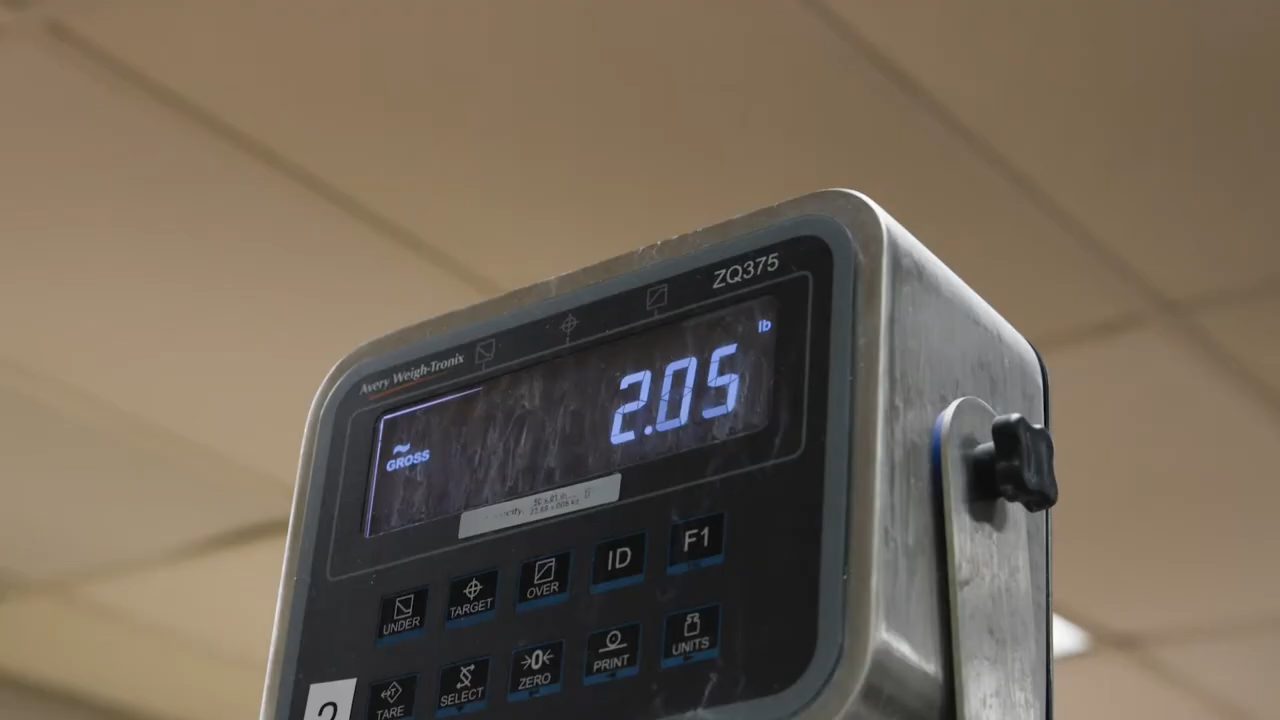 ZQ375
Avery Weigh-Tronix
lb
2.05
~
GROSS
UNDER
TARGET
OVER
ID
F1
TARE
SELECT
→0←
ZERO
PRINT
UNITS
2